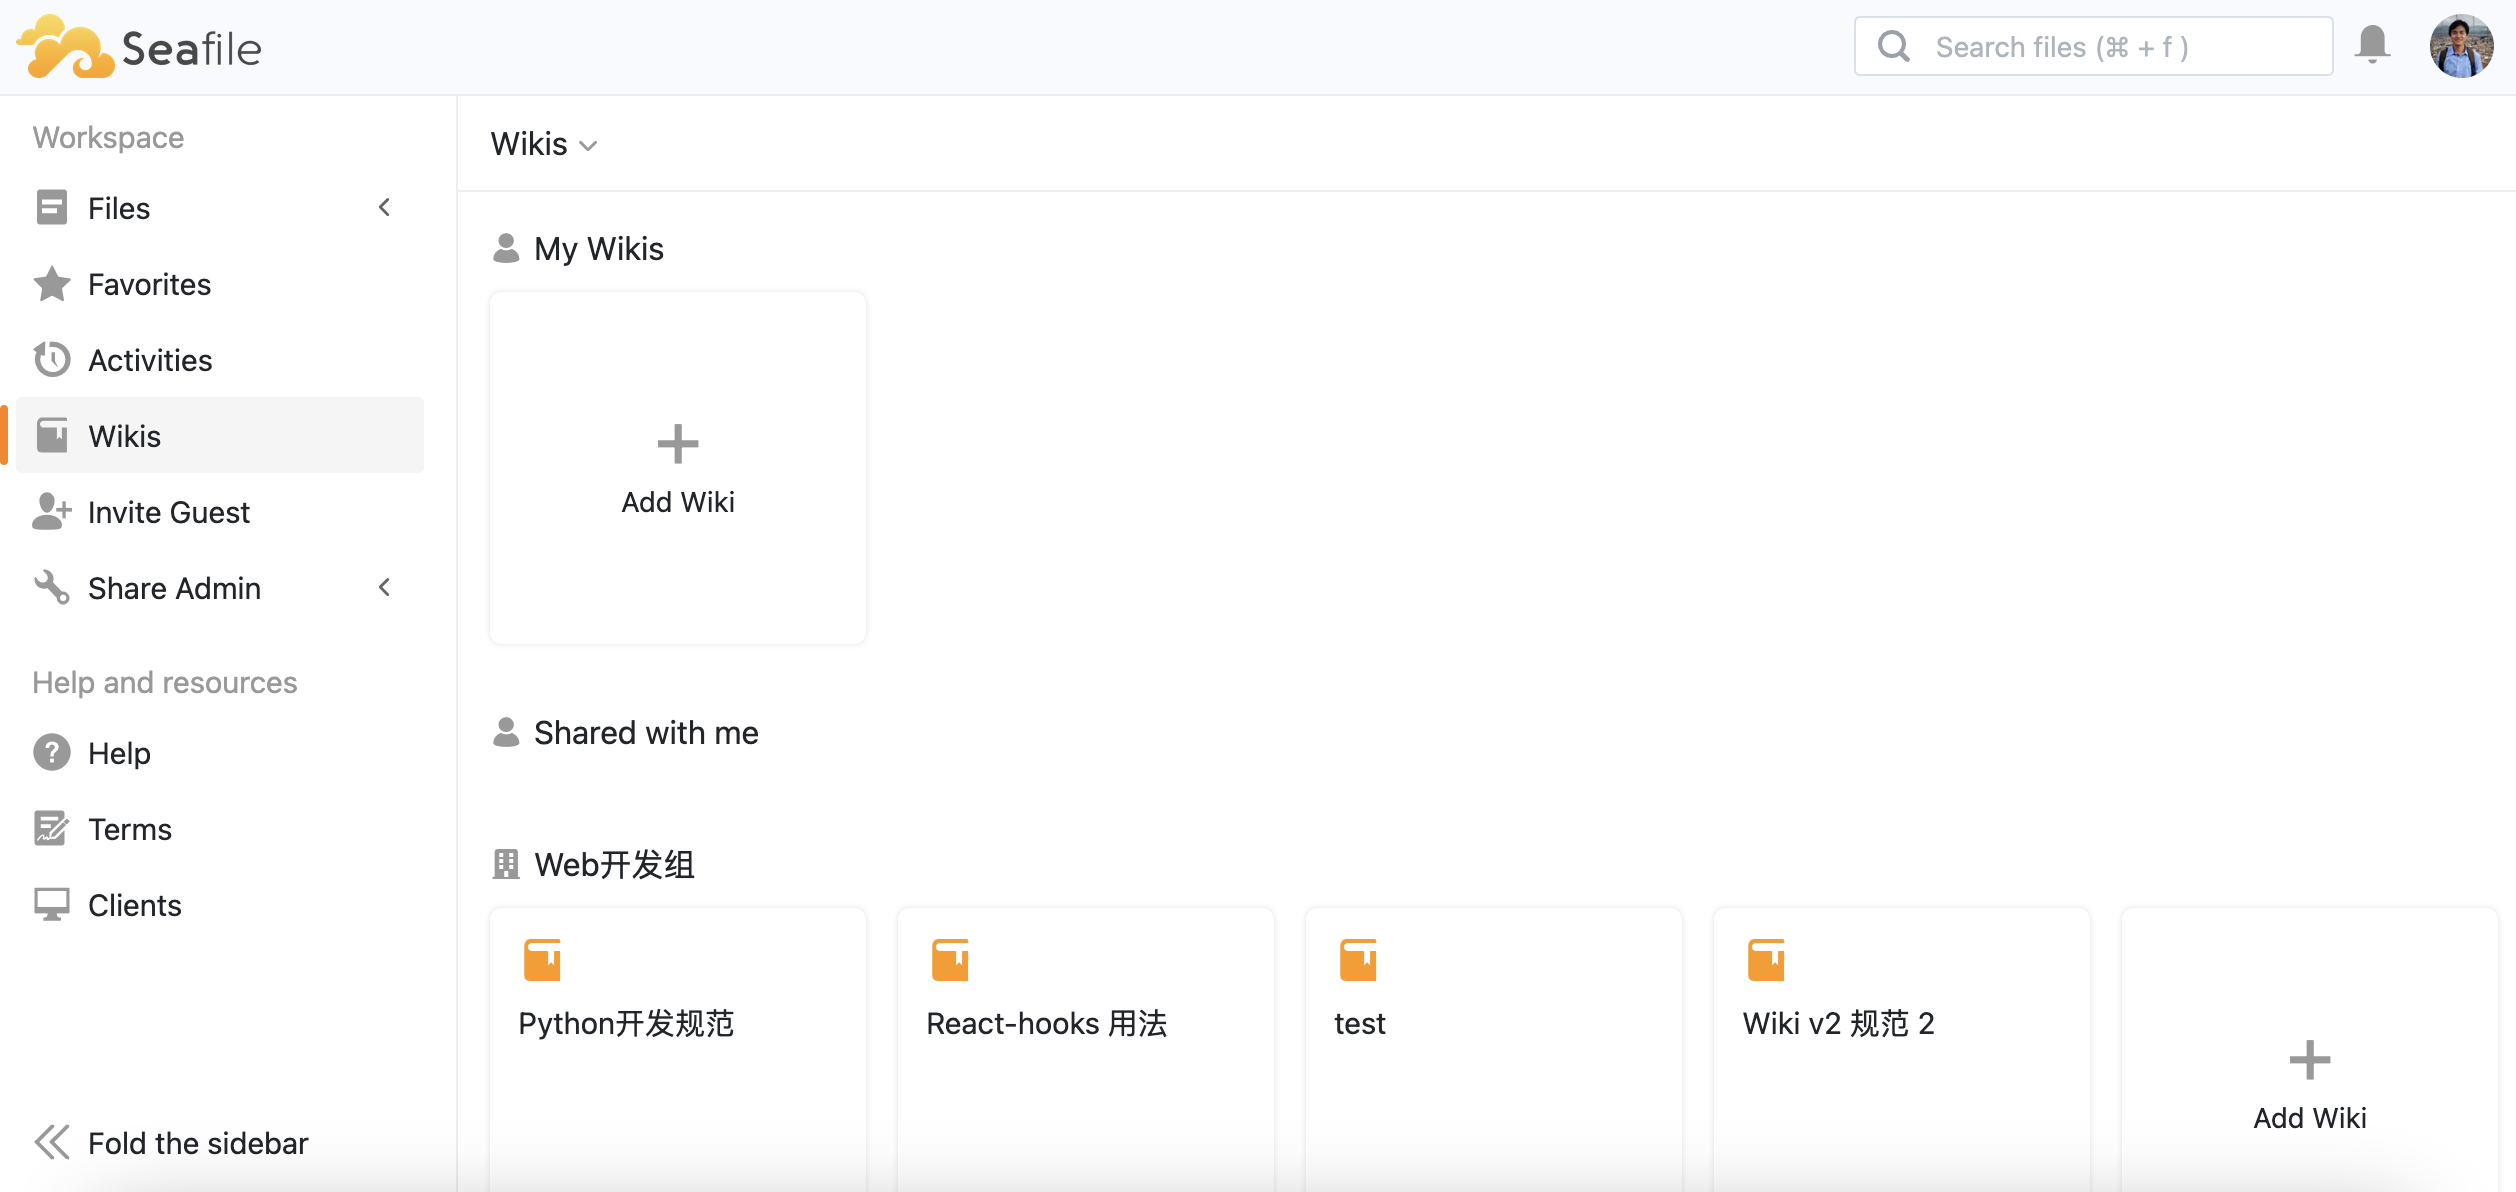 Seafile
Search files (⌘ + f )
Workspace
Files
Favorites
Activities
Wikis
Invite Guest
Share Admin
Help and resources
Help
Terms
Clients
Fold the sidebar
Wikis
My Wikis
Add Wiki
Shared with me
Web开发组
Python开发规范
React-hooks 用法
test
Wiki v2 规范 2
Add Wiki